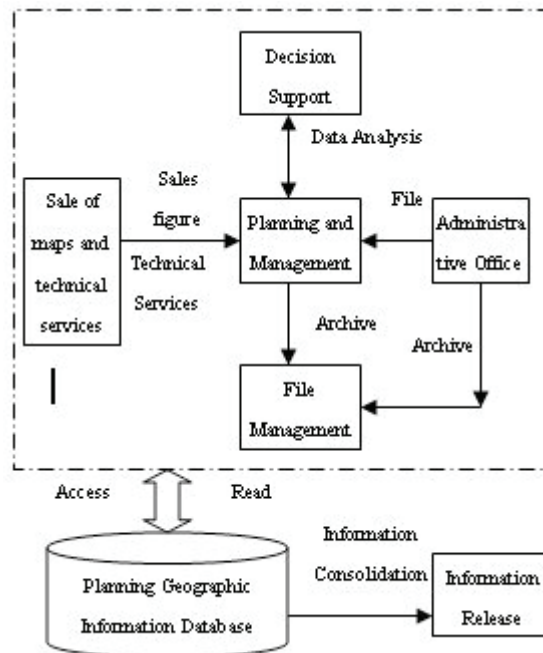 Decision
Support
Data Analysis
Sales
figure
Technical
Services
Sale of
maps and
technical
services
Planning and
Management
File
Administra
tive Office
Archive
Archive
File
Management
Access
Read
Planning Geographic
Information Database
Information
Consolidation
Information
Release